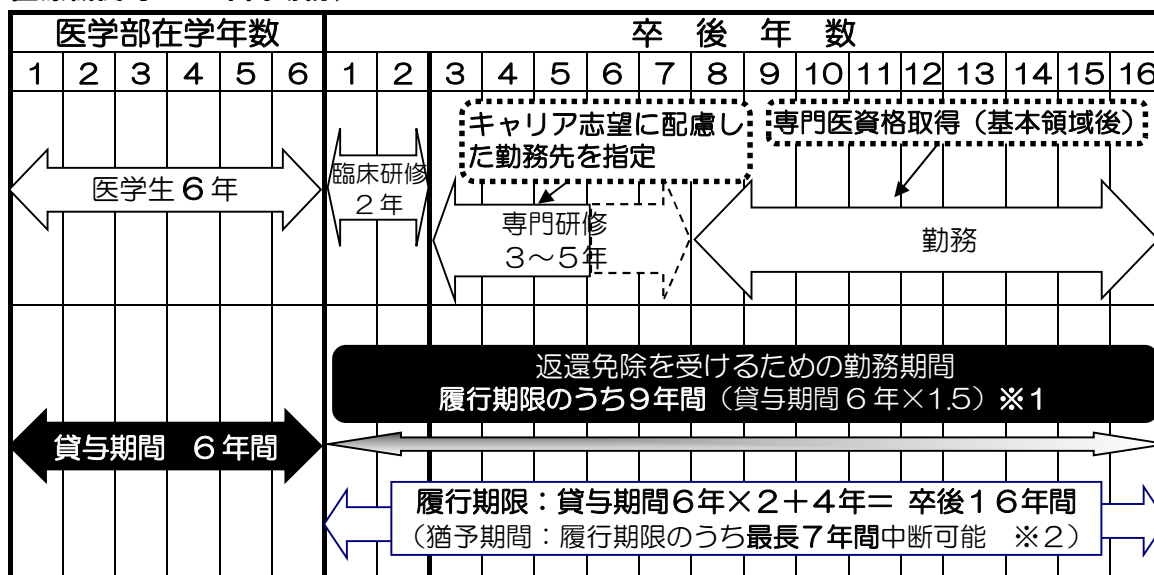 医学部在学年数 卒後年数
1 2 3 4 5 6 1 2 3 4 5 6 7 8 9 10 11 12 13 14 15 16
キャリア志望に配慮し
た勤務先を指定
専門医資格取得（基本領域後）
医学生６年
臨床研修
２年
専門研修
３～５年
勤務
返還免除を受けるための勤務期間
履行期限のうち９年間（貸与期間６年×1.5）※1
貸与期間　６年間
履行期限：貸与期間６年×２＋４年＝ 卒後１６年間
（猶予期間：履行期限のうち最長７年間中断可能　※２）